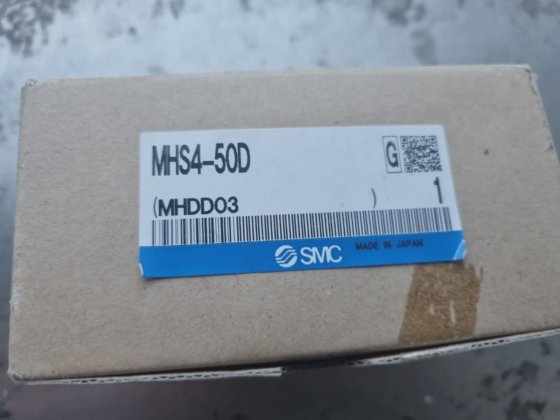 MHS4-50D
G
(MHDD03 )
1
SMC
MADE IN JAPAN